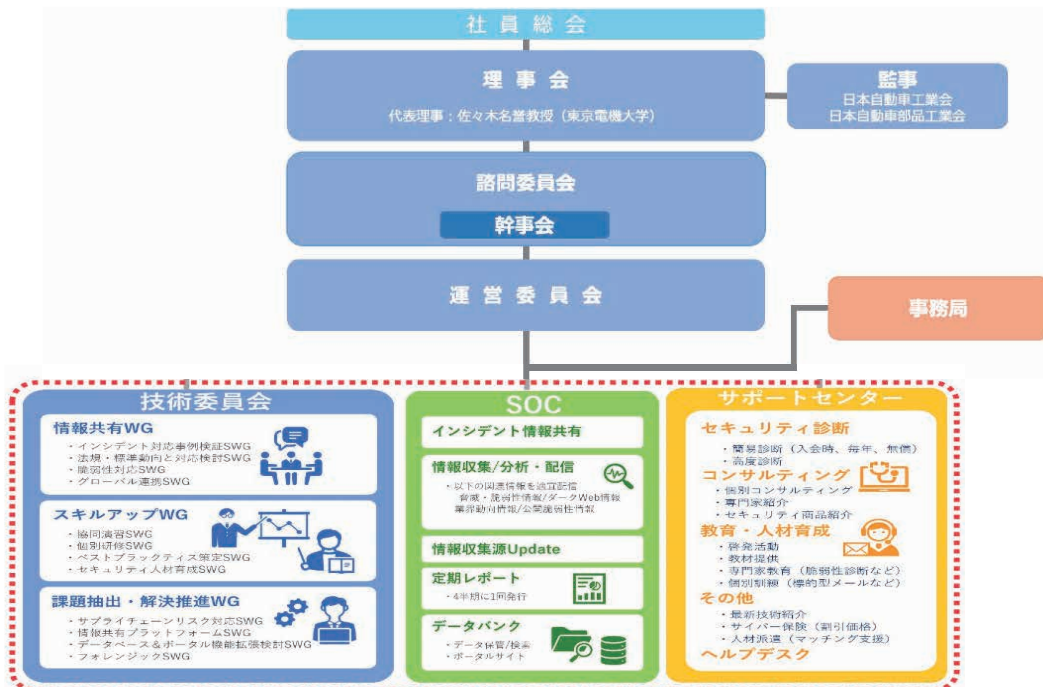 社員総会
理事会
代表理事：佐々木名誉教授（東京電機大学）
監事
日本自動車工業会
日本自動車部品工業会
諮問委員会
幹事会
運営委員会
事務局
技術委員会
情報共有WG
・インシデント対応事例検証SWG
・法規・標準動向と対応検討SWG
・脆弱性対応SWG
・グローバル連携SWG
スキルアップWG
・協同演習SWG
・個別研修SWG
・ベストプラックティス策定SWG
・セキュリティ人材育成SWG
課題抽出・解決推進WG
・サプライチェーンリスク対応SWG
・情報共有プラットフォームSWG
・データベース＆ポータル機能拡張検討SWG
・フォレンジックSWG
SOC
インシデント情報共有
情報収集/分析・配信
・以下の関連情報を適宜配信
脅威・脆弱性情報/ダークWeb情報
業界動向情報/公開脆弱性情報
情報収集源Update
定期レポート
・4半期に1回発行
データバンク
・データ保管/検索
・ポータルサイト
サポートセンター
セキュリティ診断
・簡易診断（入会時、毎年、無償）
・高度診断
コンサルティング
・個別コンサルティング
・専門家紹介
・セキュリティ商品紹介
教育・人材育成
・啓発活動
・教材提供
・専門家教育（脆弱性診断など）
・個別訓練（標的型メールなど）
その他
・最新技術紹介
・サイバー保険（割引価格）
・人材派遣（マッチング支援）
ヘルプデスク